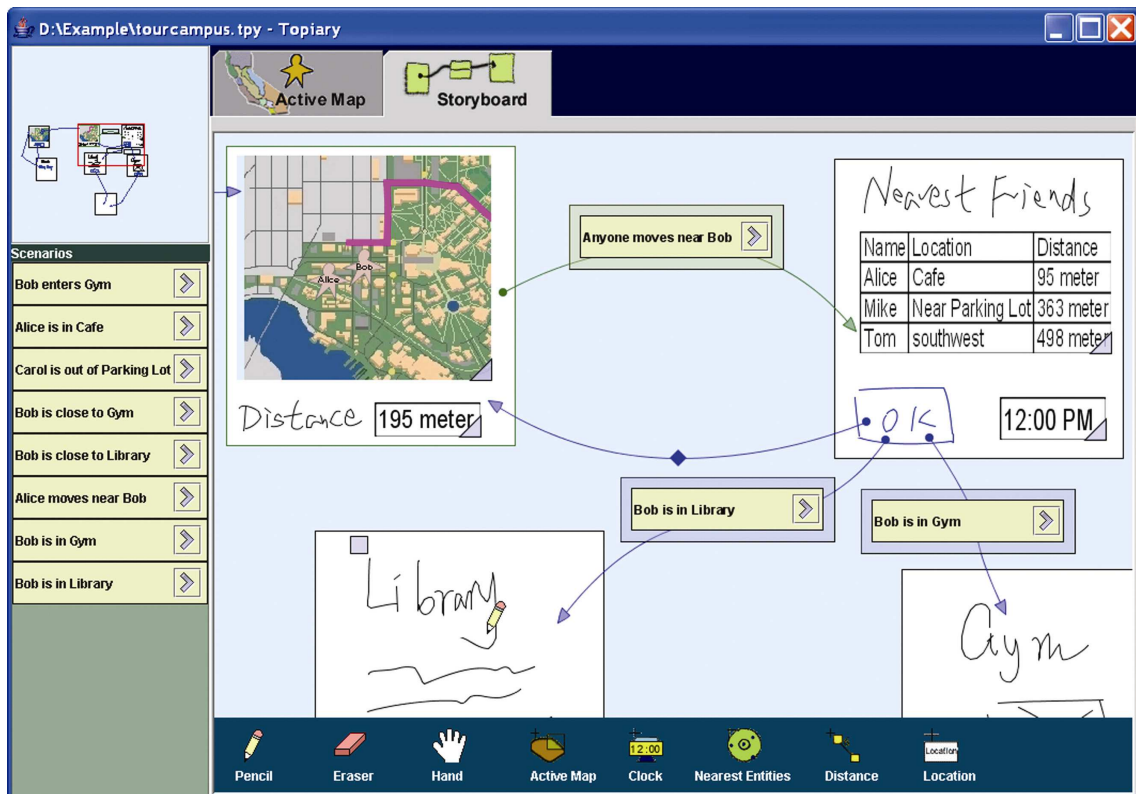 D:\Example\tourcampus.tpy - Topiary
Active Map
Storyboard
Scenarios
Bob enters Gym
Alice is in Cafe
Carol is out of Parking Lot
Bob is close to Gym
Bob is close to Library
Alice moves near Bob
Bob is in Gym
Bob is in Library
Alice
Bob
Distance
195 meter
Anyone moves near Bob
Nearest Friends
Name Location Distance
Alice Cafe 95 meter
Mike Near Parking Lot 363 meter
Tom southwest 498 meter
OK
12:00 PM
Bob is in Library
Bob is in Gym
Library
Gym
Pencil
Eraser
Hand
Active Map
12:00
Clock
Nearest Entities
Distance
Location
Location